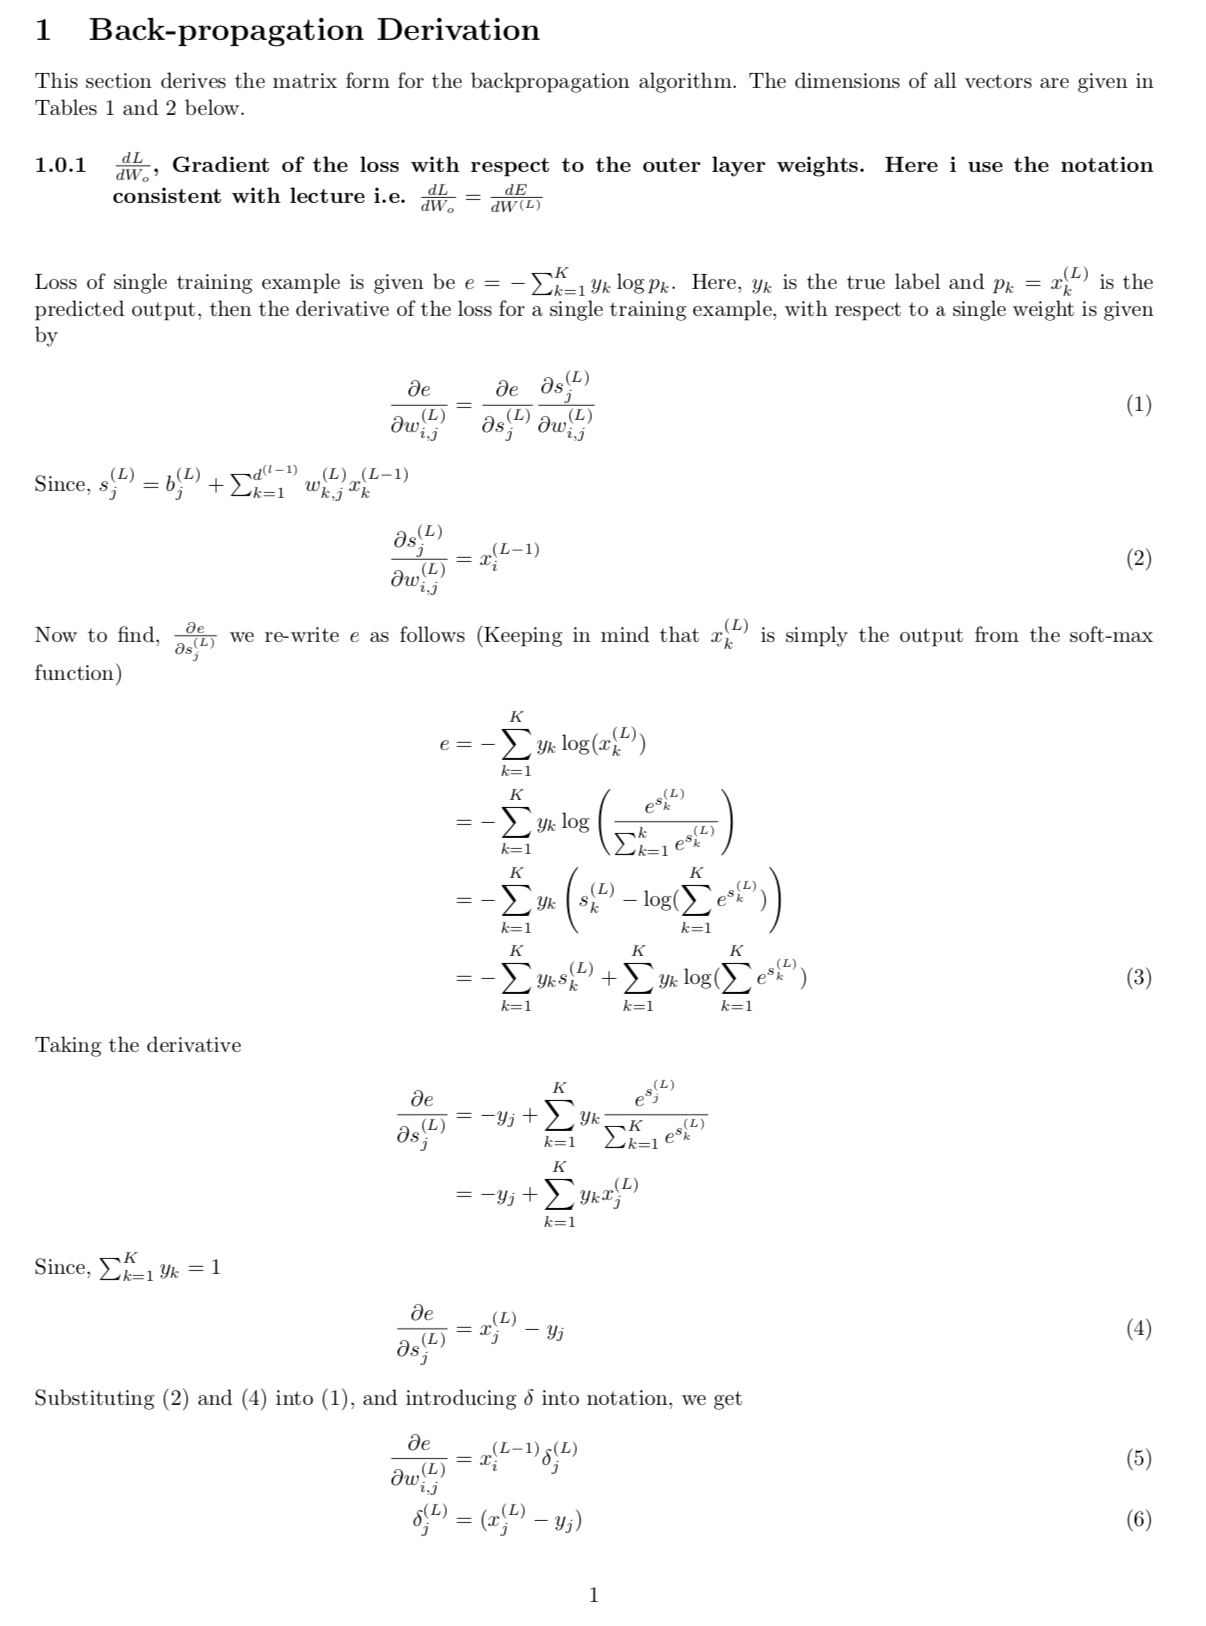 1 Back-propagation Derivation
This section derives the matrix form for the backpropagation algorithm. The dimensions of all vectors are given in
Tables 1 and 2 below.
1.0.1 $\frac{dL}{dW_o}$, Gradient of the loss with respect to the outer layer weights. Here i use the notation
consistent with lecture i.e. $\frac{dL}{dW_o} = \frac{dE}{dW^{(L)}}$
Loss of single training example is given be $e = -\sum_{k=1}^{K} y_k \log p_k$. Here, $y_k$ is the true label and $p_k = x_k^{(L)}$ is the
predicted output, then the derivative of the loss for a single training example, with respect to a single weight is given
by
$\frac{\partial e}{\partial w_{i,j}^{(L)}} = \frac{\partial e}{\partial s_j^{(L)}} \frac{\partial s_j^{(L)}}{\partial w_{i,j}^{(L)}}$ (1)
Since, $s_j^{(L)} = b_j^{(L)} + \sum_{k=1}^{d^{(l-1)}} w_{k,j}^{(L)} x_k^{(L-1)}$
$\frac{\partial s_j^{(L)}}{\partial w_{i,j}^{(L)}} = x_i^{(L-1)}$ (2)
Now to find, $\frac{\partial e}{\partial s_j^{(L)}}$ we re-write $e$ as follows (Keeping in mind that $x_k^{(L)}$ is simply the output from the soft-max
function)
$e = -\sum_{k=1}^{K} y_k \log(x_k^{(L)})$
$= -\sum_{k=1}^{K} y_k \log \left( \frac{e^{s_k^{(L)}}}{\sum_{k=1}^{k} e^{s_k^{(L)}}} \right)$
$= -\sum_{k=1}^{K} y_k \left( s_k^{(L)} - \log(\sum_{k=1}^{K} e^{s_k^{(L)}}) \right)$
$= -\sum_{k=1}^{K} y_k s_k^{(L)} + \sum_{k=1}^{K} y_k \log(\sum_{k=1}^{K} e^{s_k^{(L)}})$ (3)
Taking the derivative
$\frac{\partial e}{\partial s_j^{(L)}} = -y_j + \sum_{k=1}^{K} y_k \frac{e^{s_j^{(L)}}}{\sum_{k=1}^{K} e^{s_k^{(L)}}}$
$= -y_j + \sum_{k=1}^{K} y_k x_j^{(L)}$
Since, $\sum_{k=1}^{K} y_k = 1$
$\frac{\partial e}{\partial s_j^{(L)}} = x_j^{(L)} - y_j$ (4)
Substituting (2) and (4) into (1), and introducing $\delta$ into notation, we get
$\frac{\partial e}{\partial w_{i,j}^{(L)}} = x_i^{(L-1)} \delta_j^{(L)}$ (5)
$\delta_j^{(L)} = (x_j^{(L)} - y_j)$ (6)
1